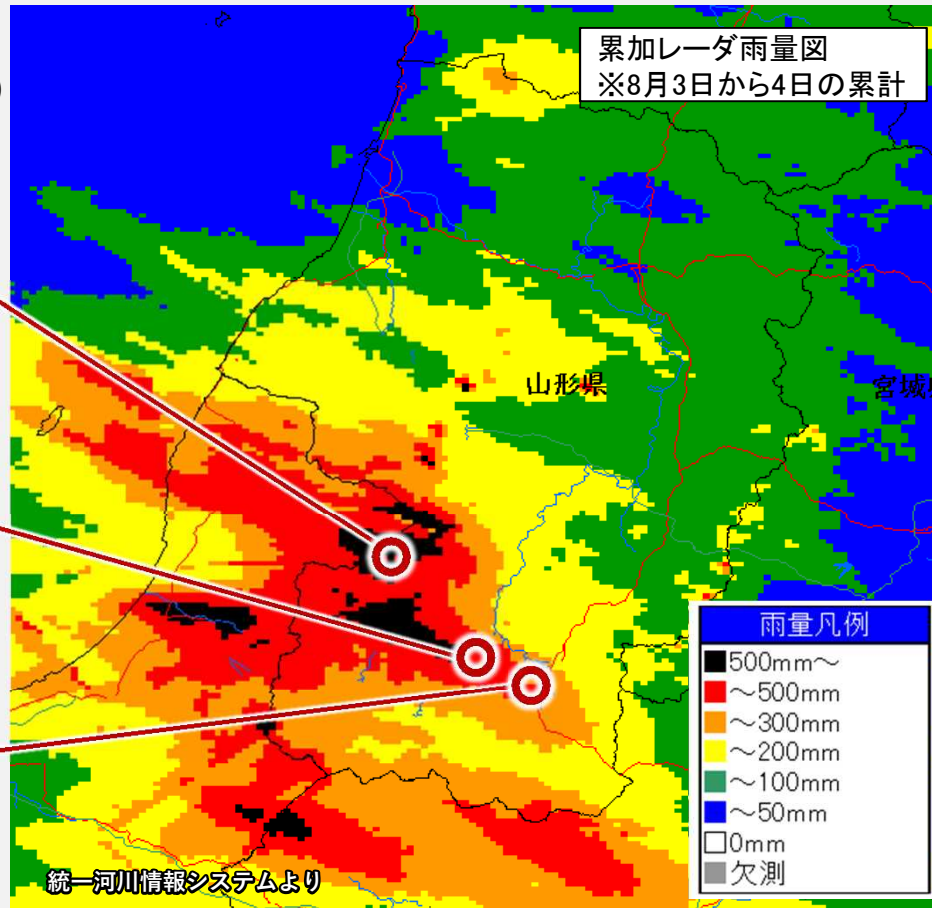 累加レーダ雨量図
※8月3日から4日の累計
山形県
宮城
雨量凡例
500mm～
～500mm
～300mm
～200mm
～100mm
～50mm
0mm
欠測
統一河川情報システムより